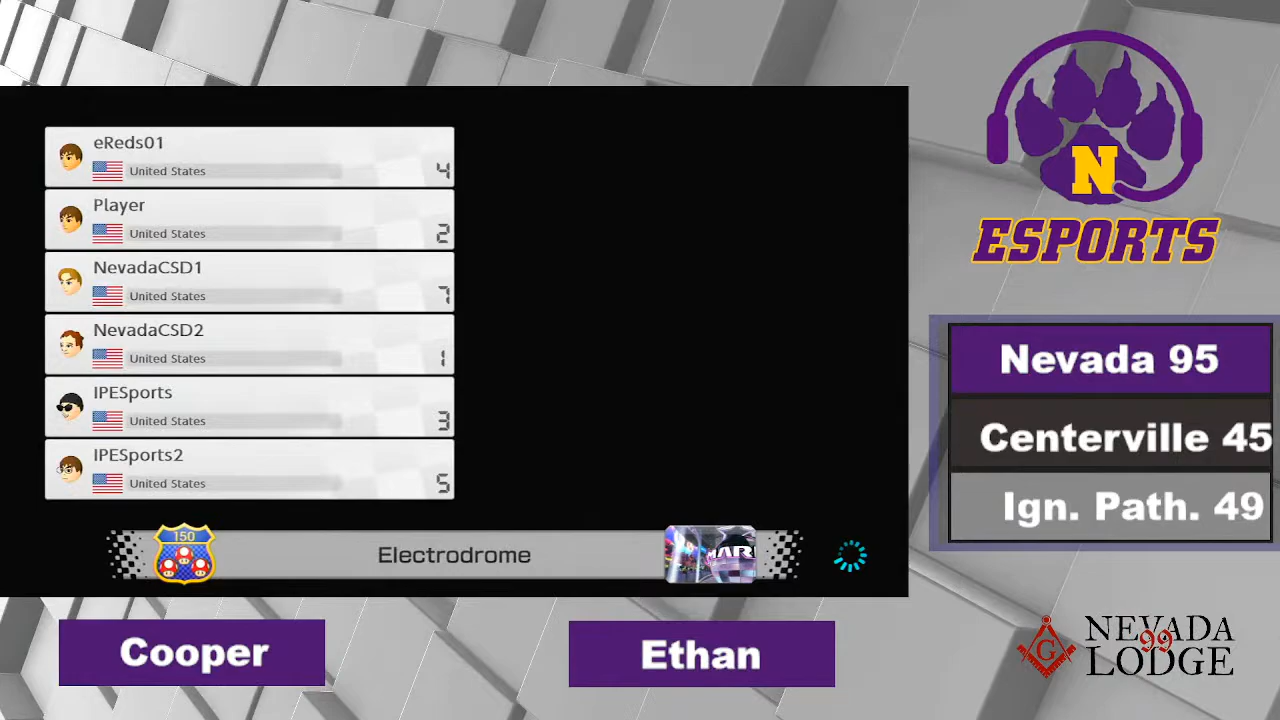 eReds01
United States
4
Player
United States
2
NevadaCSD1
United States
7
NevadaCSD2
United States
1
IPESports
United States
3
IPESports2
United States
5
150
Electrodrome
MAR
Cooper
Ethan
N
ESPORTS
Nevada 95
Centerville 45
Ign. Path. 49
G
NEVADA
99
LODGE